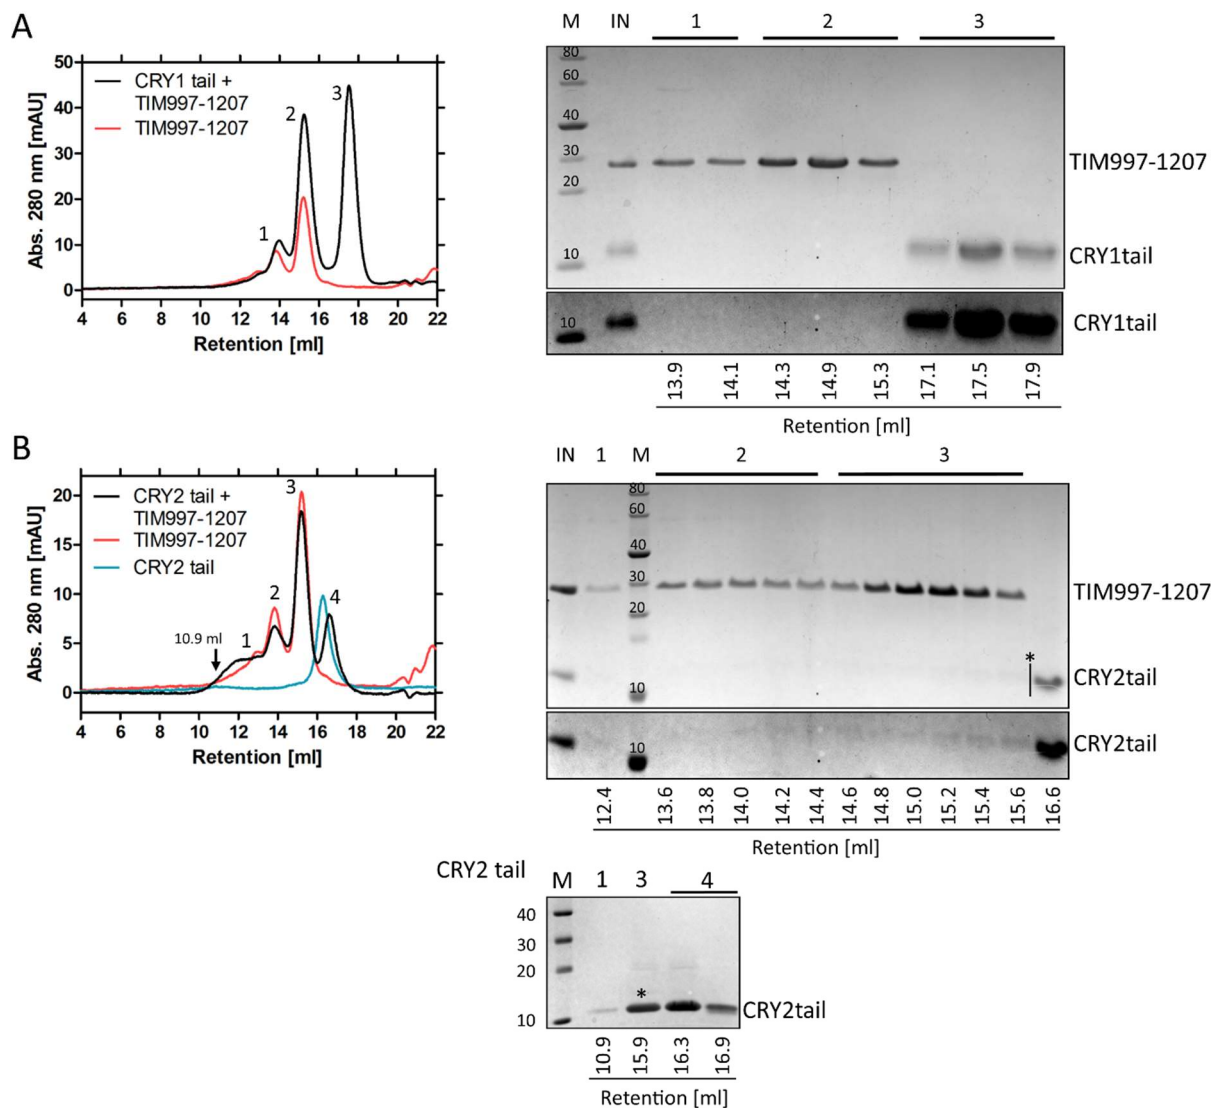 A
50
40
30
20
10
0
Abs. 280 nm [mAU]
CRY1 tail +
TIM997-1207
TIM997-1207
1
2
3
4 6 8 10 12 14 16 18 20 22
Retention [ml]
M IN 1 2 3
80
60
40
30
20
10
TIM997-1207
CRY1tail
10
CRY1tail
13.9 14.1 14.3 14.9 15.3 17.1 17.5 17.9
Retention [ml]
B
20
15
10
5
0
Abs. 280 nm [mAU]
CRY2 tail +
TIM997-1207
TIM997-1207
CRY2 tail
10.9 ml
1
2
3
4
4 6 8 10 12 14 16 18 20 22
Retention [ml]
IN 1 M 2 3
80
60
40
30
20
10
TIM997-1207
*
CRY2tail
10
CRY2tail
12.4 13.6 13.8 14.0 14.2 14.4 14.6 14.8 15.0 15.2 15.4 15.6 16.6
Retention [ml]
CRY2 tail
M 1 3 4
40
30
20
10
*
CRY2tail
10.9 15.9 16.3 16.9
Retention [ml]